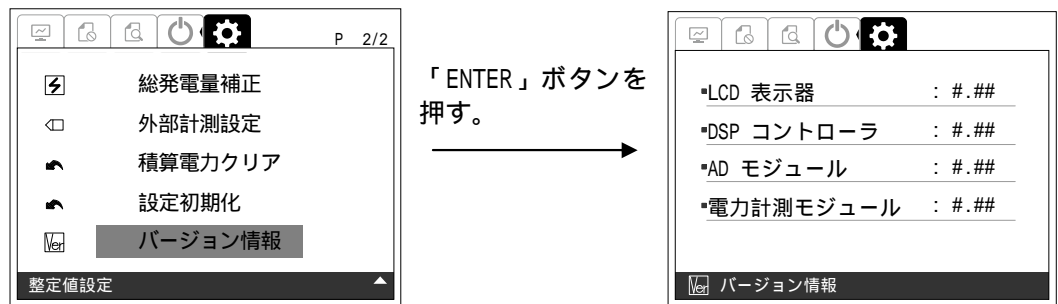 P 2/2
総発電量補正
外部計測設定
積算電力クリア
設定初期化
Ver バージョン情報
整定値設定
「ENTER」ボタンを
押す。
▪LCD 表示器 : #.##
▪DSP コントローラ : #.##
▪AD モジュール : #.##
▪電力計測モジュール : #.##
Ver バージョン情報